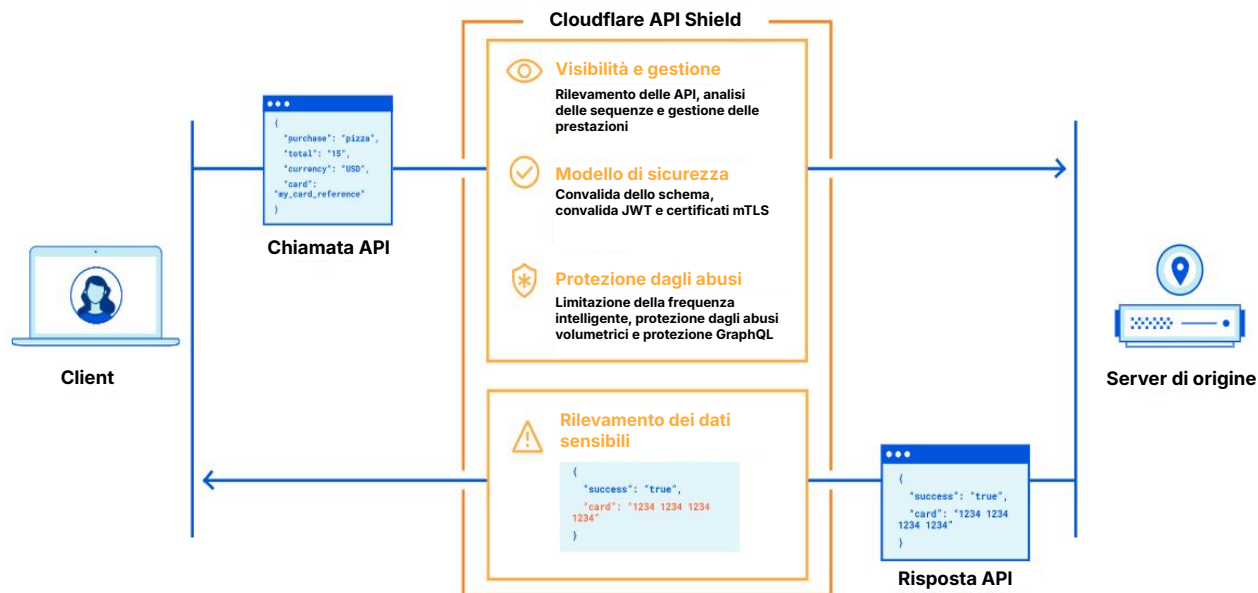 Cloudflare API Shield
Visibilità e gestione
Rilevamento delle API, analisi
delle sequenze e gestione delle
prestazioni
{
"purchase": "pizza",
"total": "15",
"currency": "USD",
"card":
"my_card_reference"
}
Chiamata API
Modello di sicurezza
Convalida dello schema,
convalida JWT e certificati mTLS
Protezione dagli abusi
Limitazione della frequenza
intelligente, protezione dagli abusi
volumetrici e protezione GraphQL
Client
Server di origine
Rilevamento dei dati
sensibili
{
"success": "true",
"card": "1234 1234 1234
1234"
}
{
"success": "true",
"card": "1234 1234
1234 1234"
}
Risposta API